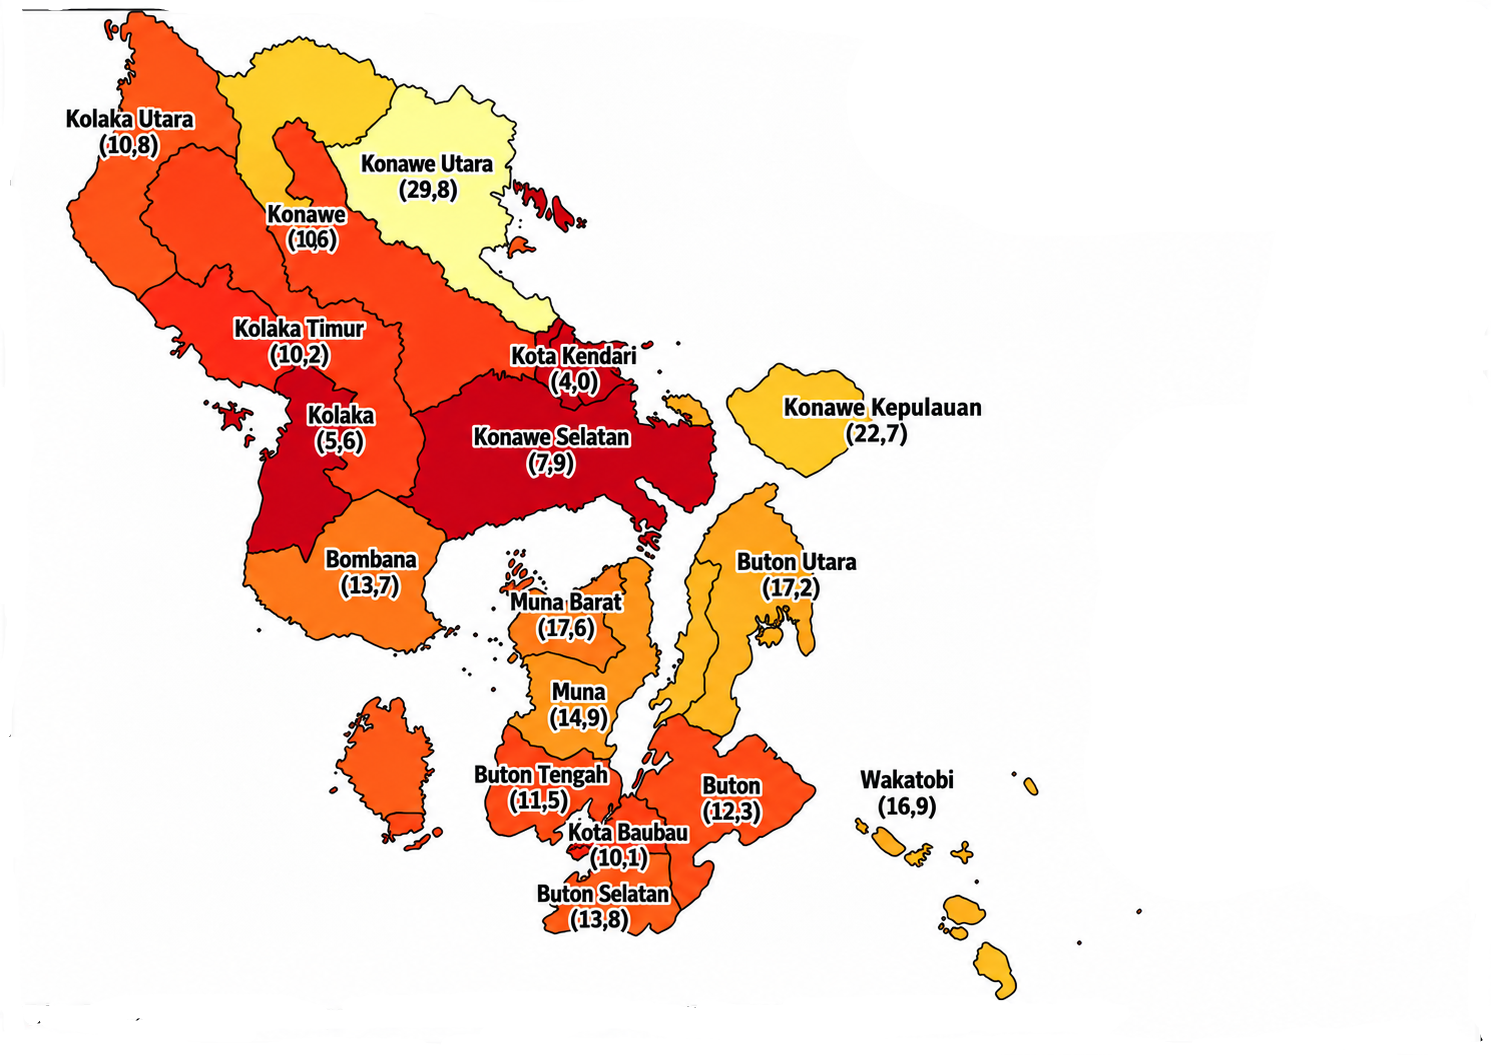 Kolaka Utara
(10,8)
Konawe Utara
(29,8)
Konawe
(10,6)
Kolaka Timur
(10,2)
Kota Kendari
(4,0)
Kolaka
(5,6)
Konawe Selatan
(7,9)
Konawe Kepulauan
(22,7)
Bombana
(13,7)
Buton Utara
(17,2)
Muna Barat
(17,6)
Muna
(14,9)
Buton Tengah
(11,5)
Buton
(12,3)
Wakatobi
(16,9)
Kota Baubau
(10,1)
Buton Selatan
(13,8)